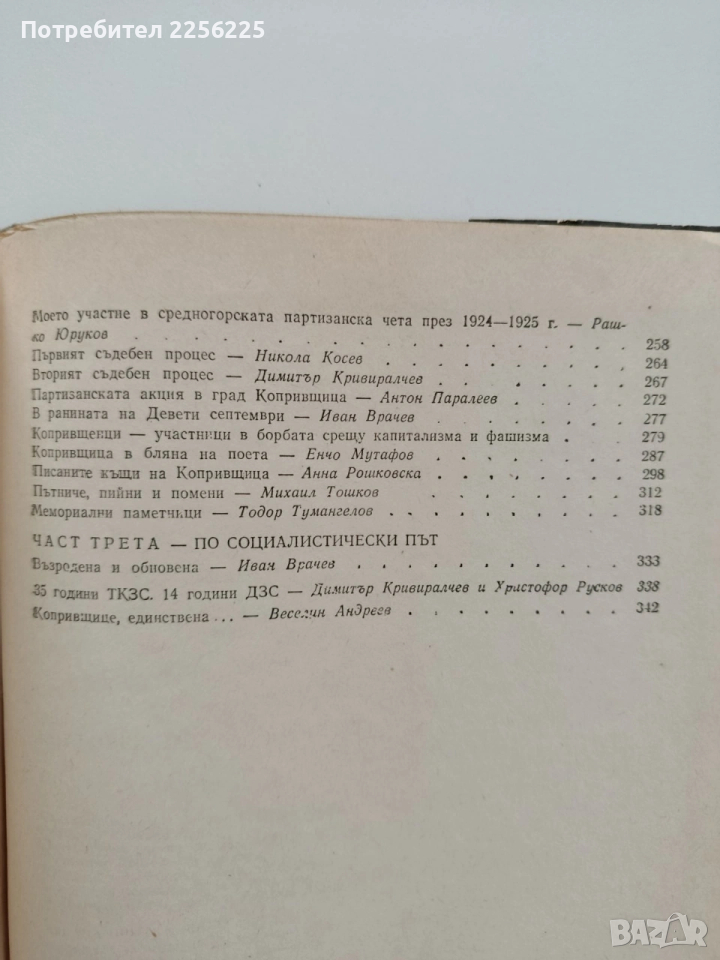 Потребител 2256225
Моето участие в средногорската партизанска чета през 1924—1925 г. — Раш-
ко Юруков . . . . . . . . . . . . . . . . 258
Първият съдебен процес — Никола Косев . . . . . . . . . 264
Вторият съдебен процес — Димитър Кривиралчев . . . . . . . 267
Партизанската акция в град Копривщица — Антон Паралеев . . . . . 272
В ранината на Девети септември — Иван Врачев . . . . . . . 277
Копривщенци — участници в борбата срещу капитализма и фашизма . . . 279
Копривщица в бляна на поета — Енчо Мутафов . . . . . . . 287
Писаните къщи на Копривщица — Анна Рошковска . . . . . . . 298
Пътниче, пийни и помени — Михаил Тошков . . . . . . . 312
Мемориални паметници — Тодор Тумангелов . . . . . . . . 318
ЧАСТ ТРЕТА — ПО СОЦИАЛИСТИЧЕСКИ ПЪТ
Възродена и обновена — Иван Врачев . . . . . . . . . 333
35 години ТКЗС. 14 години ДЗС — Димитър Кривиралчев и Христофор Русков 338
Копривщице, единствена ... — Веселин Андреев . . . . . . . 342
BAZAR